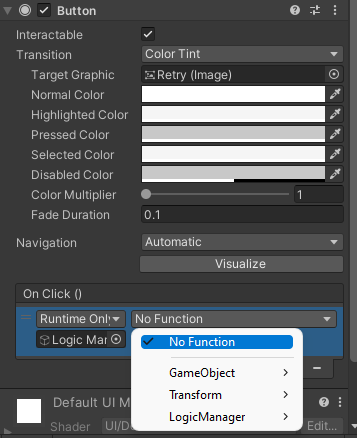 Button
Interactable
Transition Color Tint
Target Graphic Retry (Image)
Normal Color
Highlighted Color
Pressed Color
Selected Color
Disabled Color
Color Multiplier 1
Fade Duration 0.1
Navigation Automatic
Visualize
On Click ()
Runtime Only No Function
Logic Mar
No Function
GameObject
Transform
LogicManager
Default UI M
Shader UI/De Edit...